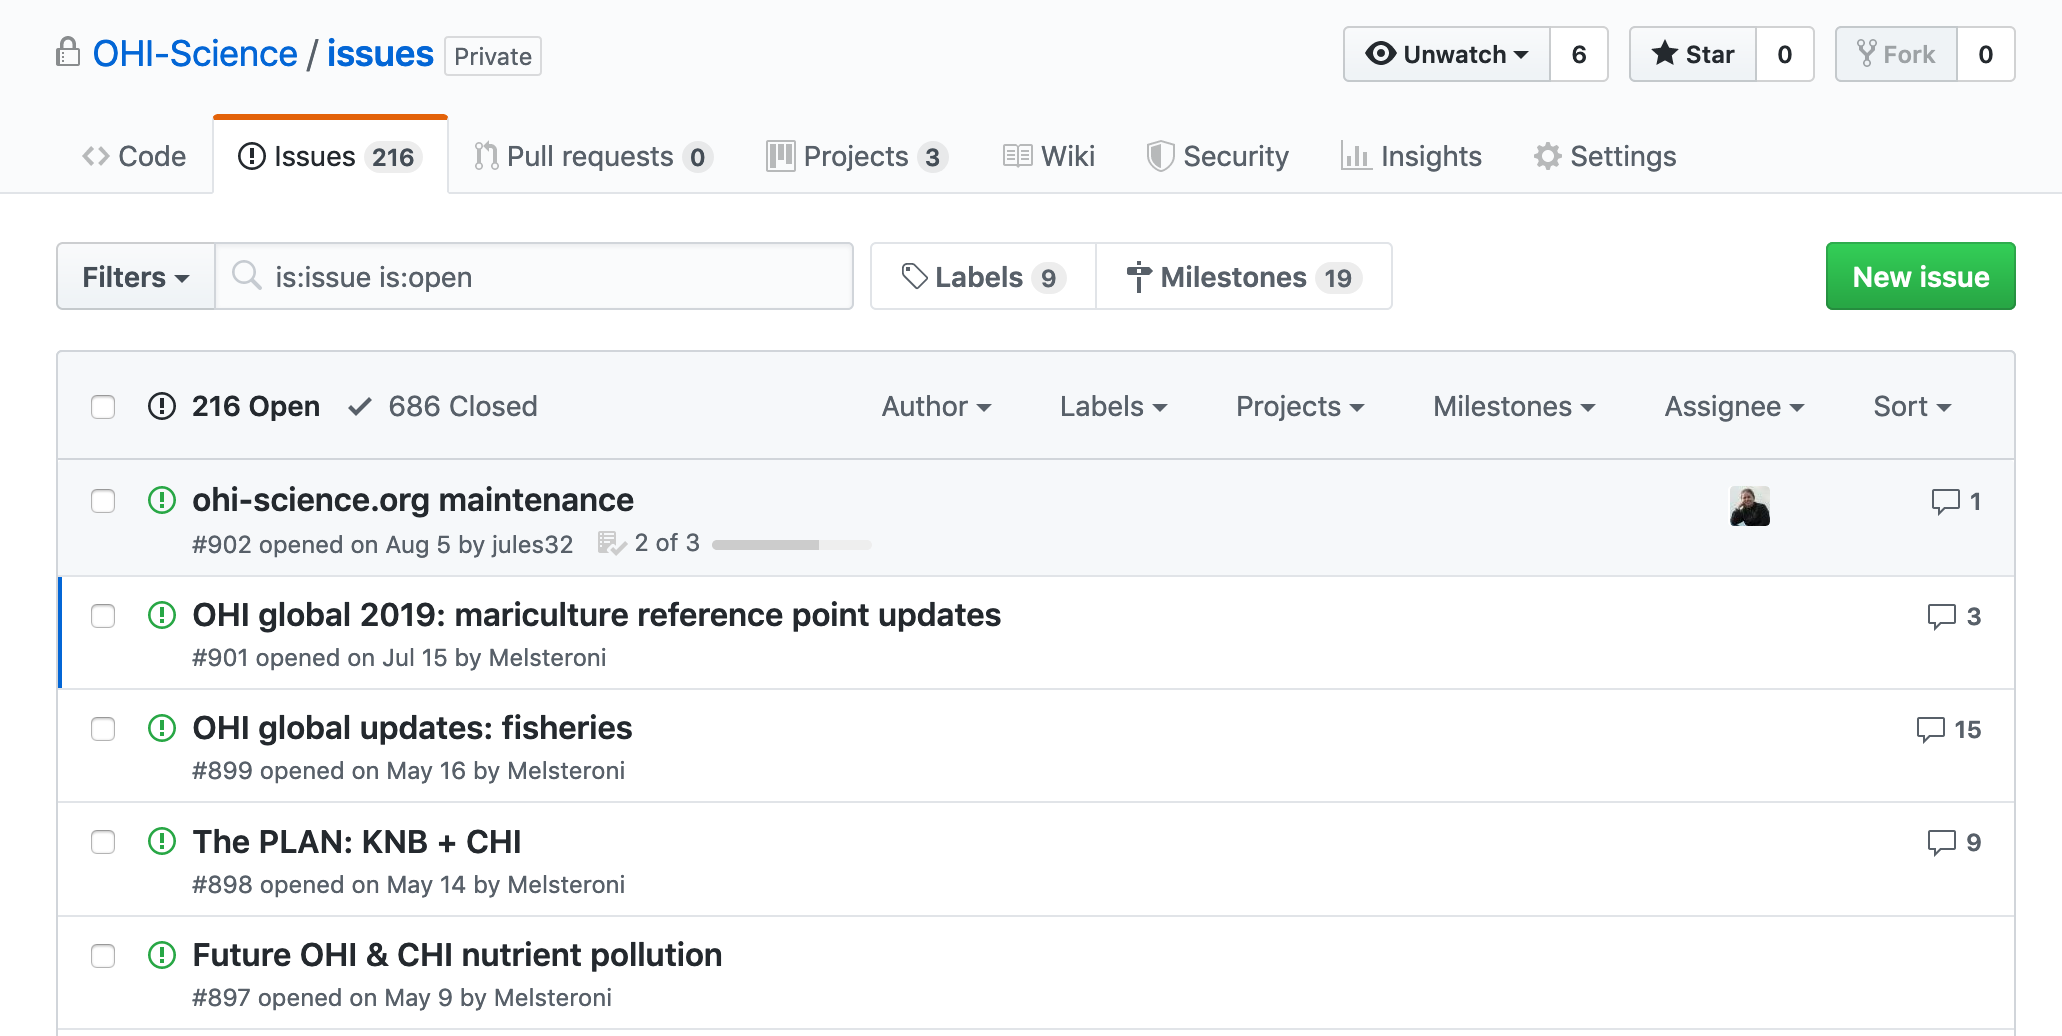 OHI-Science / issues Private Unwatch 6 Star 0 Fork 0
Code Issues 216 Pull requests 0 Projects 3 Wiki Security Insights Settings
Filters is:issue is:open Labels 9 Milestones 19 New issue
216 Open 686 Closed Author Labels Projects Milestones Assignee Sort
ohi-science.org maintenance 1
#902 opened on Aug 5 by jules32 2 of 3
OHI global 2019: mariculture reference point updates 3
#901 opened on Jul 15 by Melsteroni
OHI global updates: fisheries 15
#899 opened on May 16 by Melsteroni
The PLAN: KNB + CHI 9
#898 opened on May 14 by Melsteroni
Future OHI & CHI nutrient pollution
#897 opened on May 9 by Melsteroni